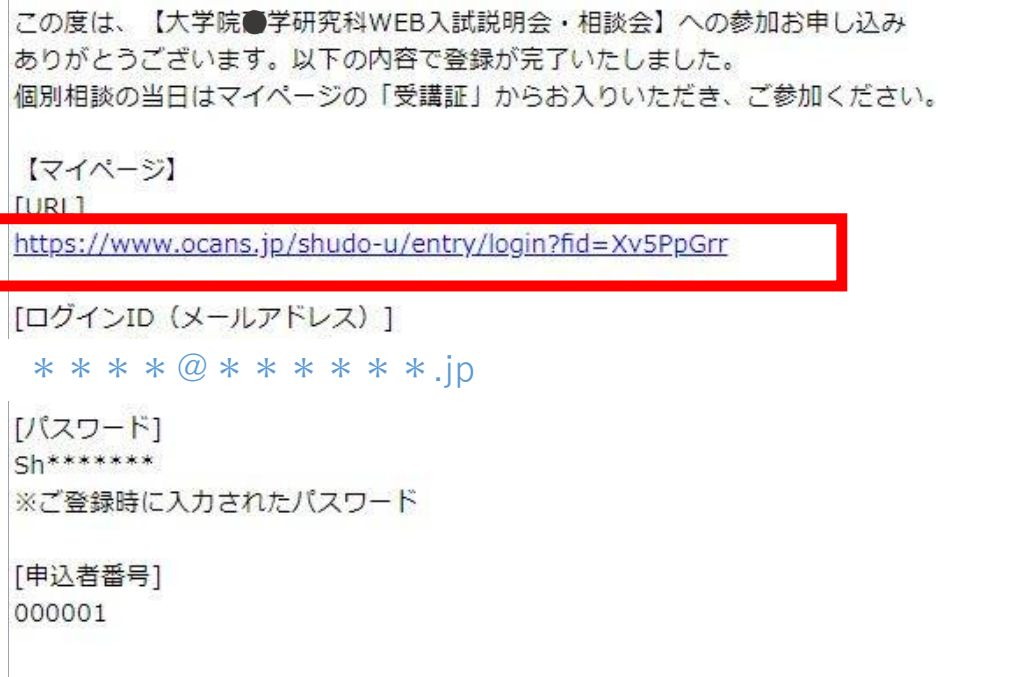 この度は、【大学院●学研究科WEB入試説明会・相談会】への参加お申し込み
ありがとうございます。以下の内容で登録が完了いたしました。
個別相談の当日はマイページの「受講証」からお入りいただき、ご参加ください。
【マイページ】
[URL]
https://www.ocans.jp/shudo-u/entry/login?fid=Xv5PpGrr
[ログインID（メールアドレス）]
＊＊＊＊@＊＊＊＊＊＊.jp
[パスワード]
Sh*******
※ご登録時に入力されたパスワード
[申込者番号]
000001